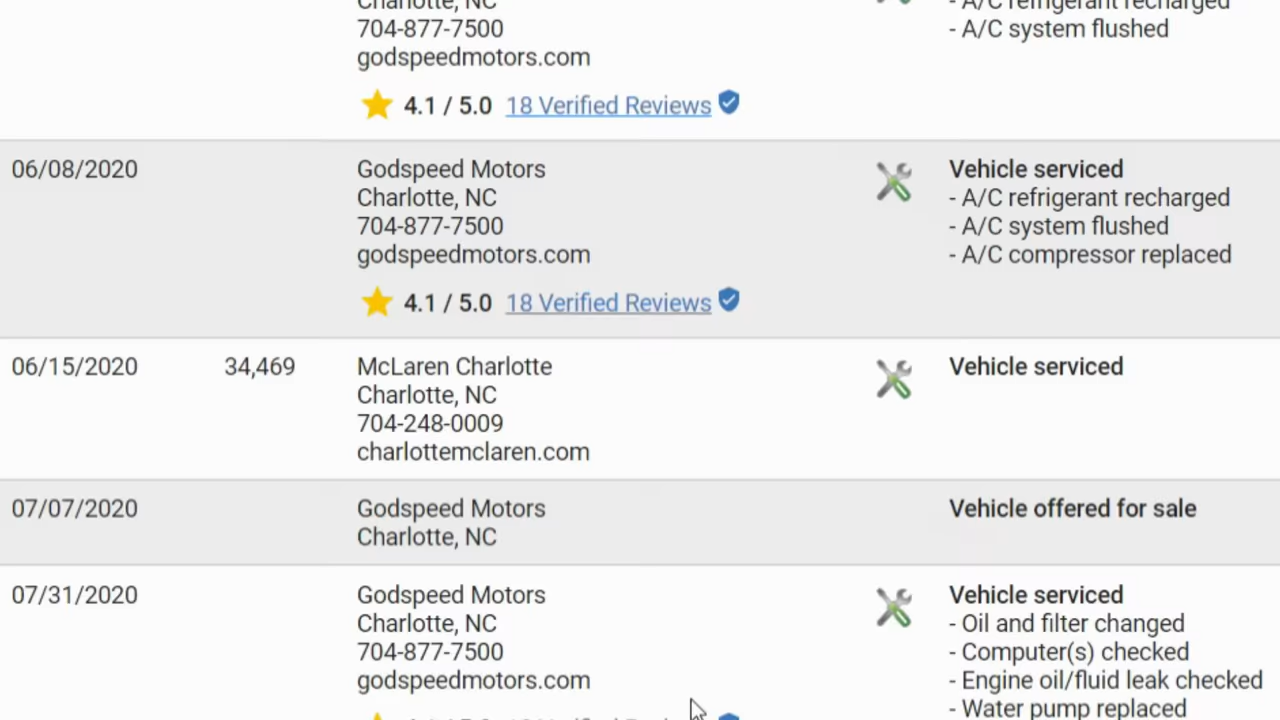 Charlotte, NC
- A/C refrigerant recharged
704-877-7500
- A/C system flushed
godspeedmotors.com
4.1 / 5.0 18 Verified Reviews
06/08/2020 Godspeed Motors Vehicle serviced
Charlotte, NC - A/C refrigerant recharged
704-877-7500 - A/C system flushed
godspeedmotors.com - A/C compressor replaced
4.1 / 5.0 18 Verified Reviews
06/15/2020 34,469 McLaren Charlotte Vehicle serviced
Charlotte, NC
704-248-0009
charlottemclaren.com
07/07/2020 Godspeed Motors Vehicle offered for sale
Charlotte, NC
07/31/2020 Godspeed Motors Vehicle serviced
Charlotte, NC - Oil and filter changed
704-877-7500 - Computer(s) checked
godspeedmotors.com - Engine oil/fluid leak checked
- Water pump replaced